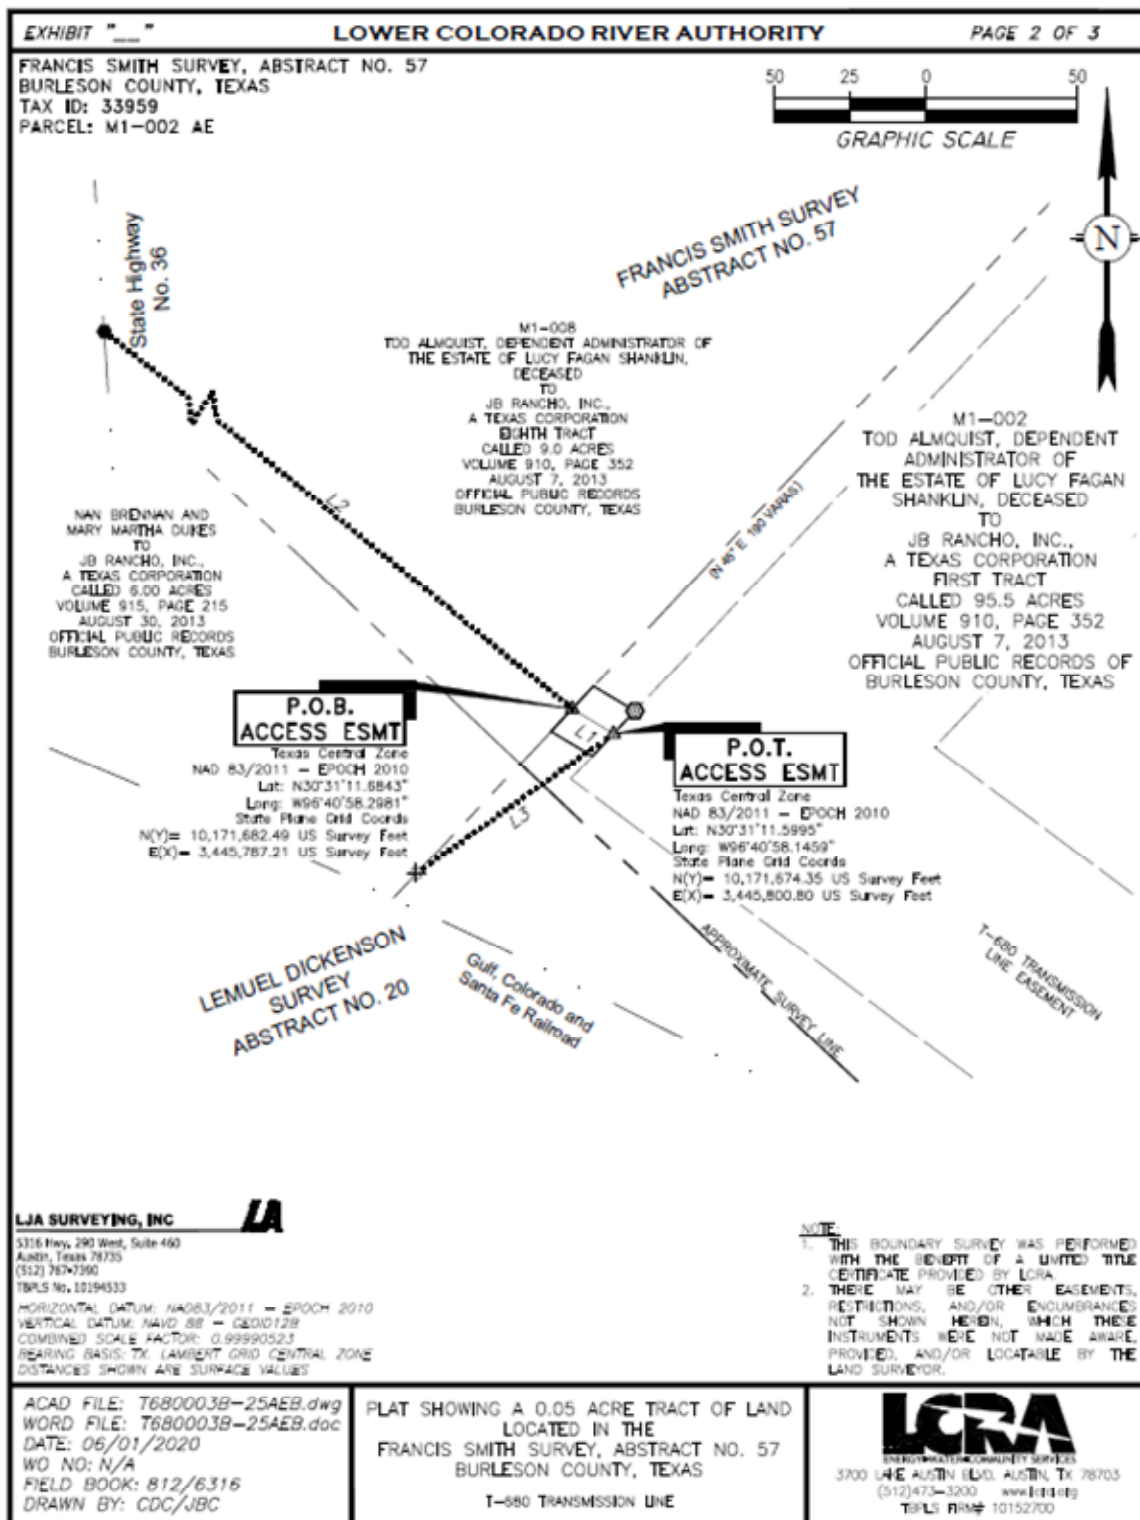 EXHIBIT "__"
LOWER COLORADO RIVER AUTHORITY
PAGE 2 OF 3
FRANCIS SMITH SURVEY, ABSTRACT NO. 57
BURLESON COUNTY, TEXAS
TAX ID: 33959
PARCEL: M1-002 AE
50 25 0 50
GRAPHIC SCALE
N
State Highway
No. 36
FRANCIS SMITH SURVEY
ABSTRACT NO. 57
M1-008
TOD ALMQUIST, DEPENDENT ADMINISTRATOR OF
THE ESTATE OF LUCY FAGAN SHANKLIN,
DECEASED
TO
JB RANCHO, INC.,
A TEXAS CORPORATION
EIGHTH TRACT
CALLED 9.0 ACRES
VOLUME 910, PAGE 352
AUGUST 7, 2013
OFFICIAL PUBLIC RECORDS
BURLESON COUNTY, TEXAS
M1-002
TOD ALMQUIST, DEPENDENT
ADMINISTRATOR OF
THE ESTATE OF LUCY FAGAN
SHANKLIN, DECEASED
TO
JB RANCHO, INC.,
A TEXAS CORPORATION
FIRST TRACT
CALLED 95.5 ACRES
VOLUME 910, PAGE 352
AUGUST 7, 2013
OFFICIAL PUBLIC RECORDS OF
BURLESON COUNTY, TEXAS
L2
(N 46° E 190 VARAS)
NAN BRENNAN AND
MARY MARTHA DUKES
TO
JB RANCHO, INC.,
A TEXAS CORPORATION
CALLED 6.00 ACRES
VOLUME 915, PAGE 215
AUGUST 30, 2013
OFFICIAL PUBLIC RECORDS
BURLESON COUNTY, TEXAS
P.O.B.
ACCESS ESMT
Texas Central Zone
NAD 83/2011 - EPOCH 2010
Lat: N30°31'11.6843"
Long: W96°40'58.2981"
State Plane Grid Coords
N(Y)= 10,171,682.49 US Survey Feet
E(X)= 3,445,787.21 US Survey Feet
L1
L3
P.O.T.
ACCESS ESMT
Texas Central Zone
NAD 83/2011 - EPOCH 2010
Lat: N30°31'11.5995"
Long: W96°40'58.1459"
State Plane Grid Coords
N(Y)= 10,171,674.35 US Survey Feet
E(X)= 3,445,800.80 US Survey Feet
LEMUEL DICKENSON
SURVEY
ABSTRACT NO. 20
Gulf, Colorado and
Santa Fe Railroad
APPROXIMATE SURVEY LINE
T-680 TRANSMISSION
LINE EASEMENT
LJA SURVEYING, INC
5316 Hwy. 290 West, Suite 460
Austin, Texas 78735
(512) 767-7390
TBPLS No. 10194533
HORIZONTAL DATUM: NAD83/2011 - EPOCH 2010
VERTICAL DATUM: NAVD 88 - GEOID12B
COMBINED SCALE FACTOR: 0.99990523
BEARING BASIS: TX. LAMBERT GRID CENTRAL ZONE
DISTANCES SHOWN ARE SURFACE VALUES
NOTE:
1. THIS BOUNDARY SURVEY WAS PERFORMED
WITH THE BENEFIT OF A LIMITED TITLE
CERTIFICATE PROVIDED BY LCRA.
2. THERE MAY BE OTHER EASEMENTS,
RESTRICTIONS, AND/OR ENCUMBRANCES
NOT SHOWN HEREIN, WHICH THESE
INSTRUMENTS WERE NOT MADE AWARE,
PROVIDED, AND/OR LOCATABLE BY THE
LAND SURVEYOR.
ACAD FILE: T680003B-25AEB.dwg
WORD FILE: T680003B-25AEB.doc
DATE: 06/01/2020
WO NO: N/A
FIELD BOOK: 812/6316
DRAWN BY: CDC/JBC
PLAT SHOWING A 0.05 ACRE TRACT OF LAND
LOCATED IN THE
FRANCIS SMITH SURVEY, ABSTRACT NO. 57
BURLESON COUNTY, TEXAS
T-680 TRANSMISSION LINE
LCRA
ENERGY•WATER•COMMUNITY SERVICES
3700 LAKE AUSTIN BLVD. AUSTIN, TX 78703
(512)473-3200 www.lcra.org
TBPLS FIRM# 10152700